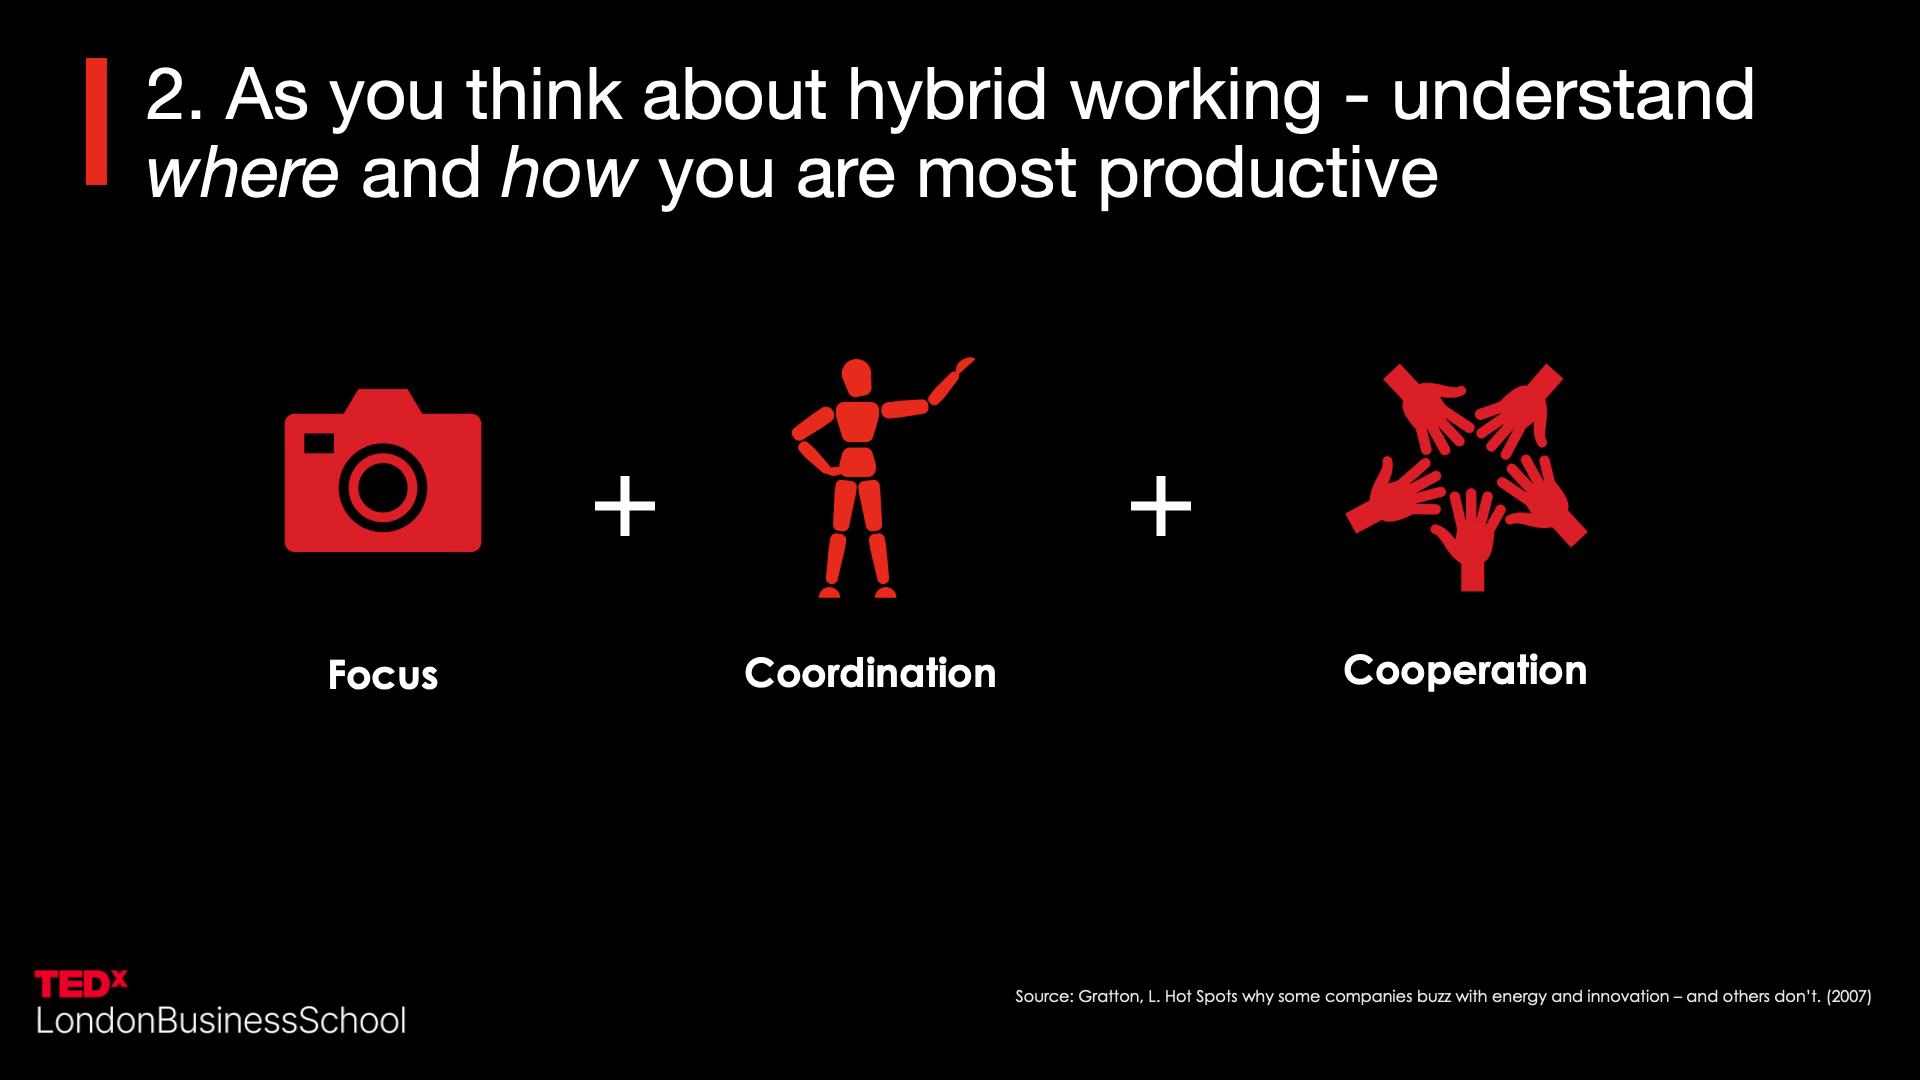 2. As you think about hybrid working - understand
where and how you are most productive
+
+
Focus
Coordination
Cooperation
TEDx
LondonBusinessSchool
Source: Gratton, L. Hot Spots why some companies buzz with energy and innovation – and others don’t. (2007)